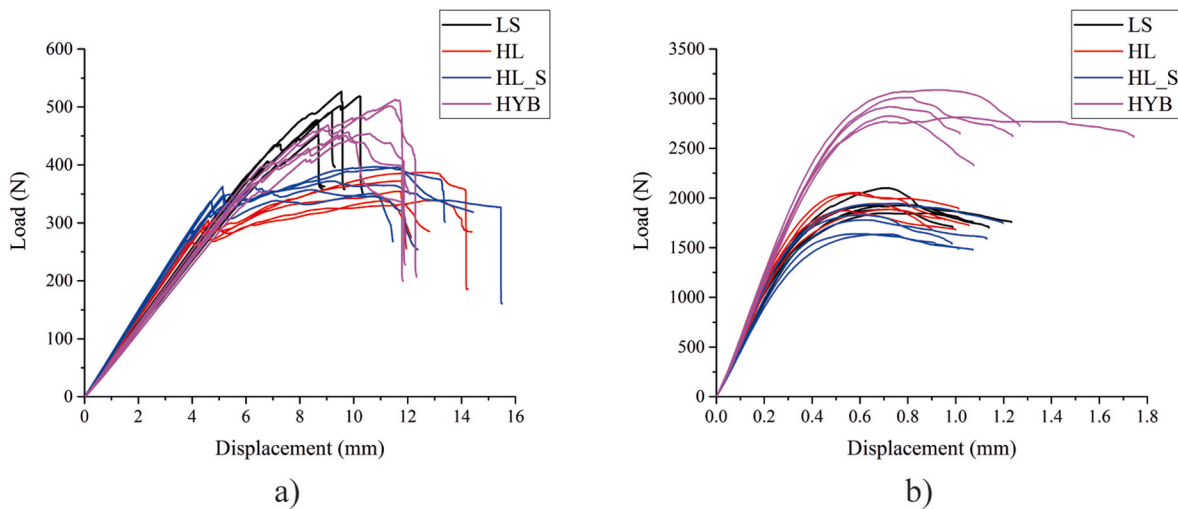 LS
HL
HL_S
HYB
600
500
400
300
200
100
0
Load (N)
0 2 4 6 8 10 12 14 16
Displacement (mm)
a)
LS
HL
HL_S
HYB
3500
3000
2500
2000
1500
1000
500
0
Load (N)
0.0 0.2 0.4 0.6 0.8 1.0 1.2 1.4 1.6 1.8
Displacement (mm)
b)